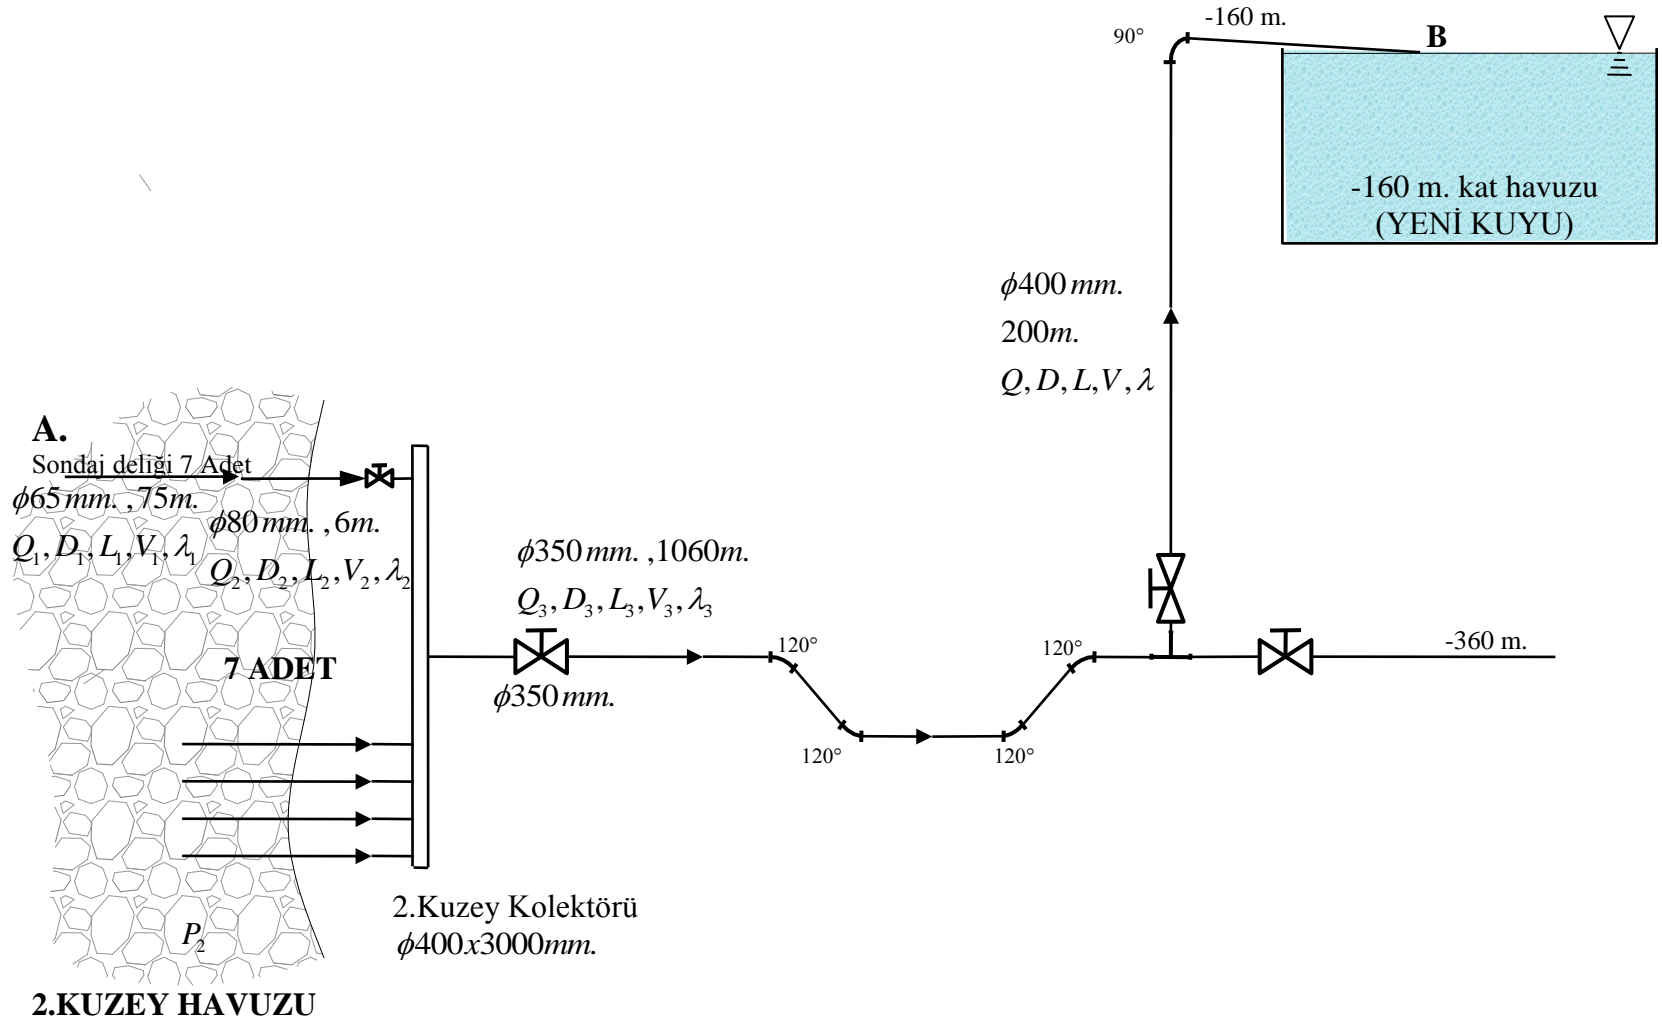 -160 m.
B
90°
-160 m. kat havuzu
(YENİ KUYU)
ϕ400 mm.
200m.
Q, D, L, V, λ
A.
Sondaj deliği 7 Adet
ϕ65 mm. , 75m.
Q₁, D₁, L₁, V₁, λ₁
ϕ80 mm. , 6m.
Q₂, D₂, L₂, V₂, λ₂
ϕ350 mm. ,1060m.
Q₃, D₃, L₃, V₃, λ₃
ϕ350 mm.
7 ADET
120°
120°
120°
120°
-360 m.
2.Kuzey Kolektörü
ϕ400x3000mm.
P₂
2.KUZEY HAVUZU